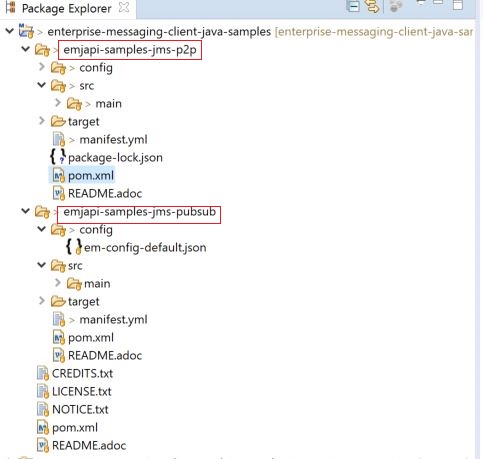 Package Explorer
> enterprise-messaging-client-java-samples [enterprise-messaging-client-java-sar
> emjapi-samples-jms-p2p
> config
> src
> main
target
> manifest.yml
package-lock.json
pom.xml
README.adoc
> emjapi-samples-jms-pubsub
> config
em-config-default.json
src
main
> target
> manifest.yml
pom.xml
README.adoc
CREDITS.txt
LICENSE.txt
NOTICE.txt
pom.xml
README.adoc